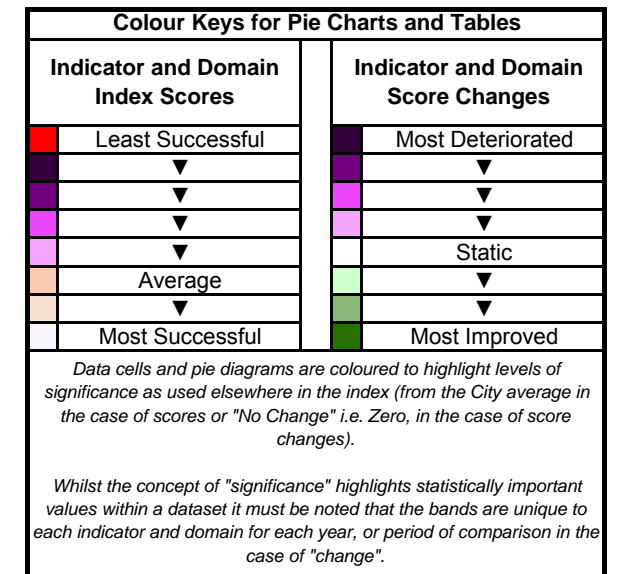 Colour Keys for Pie Charts and Tables
Indicator and Domain
Index Scores
Indicator and Domain
Score Changes
Least Successful
Most Deteriorated
▼
▼
▼
▼
▼
▼
▼
Static
Average
▼
▼
▼
Most Successful
Most Improved
Data cells and pie diagrams are coloured to highlight levels of
significance as used elsewhere in the index (from the City average in
the case of scores or "No Change" i.e. Zero, in the case of score
changes).
Whilst the concept of "significance" highlights statistically important
values within a dataset it must be noted that the bands are unique to
each indicator and domain for each year, or period of comparison in the
case of "change".